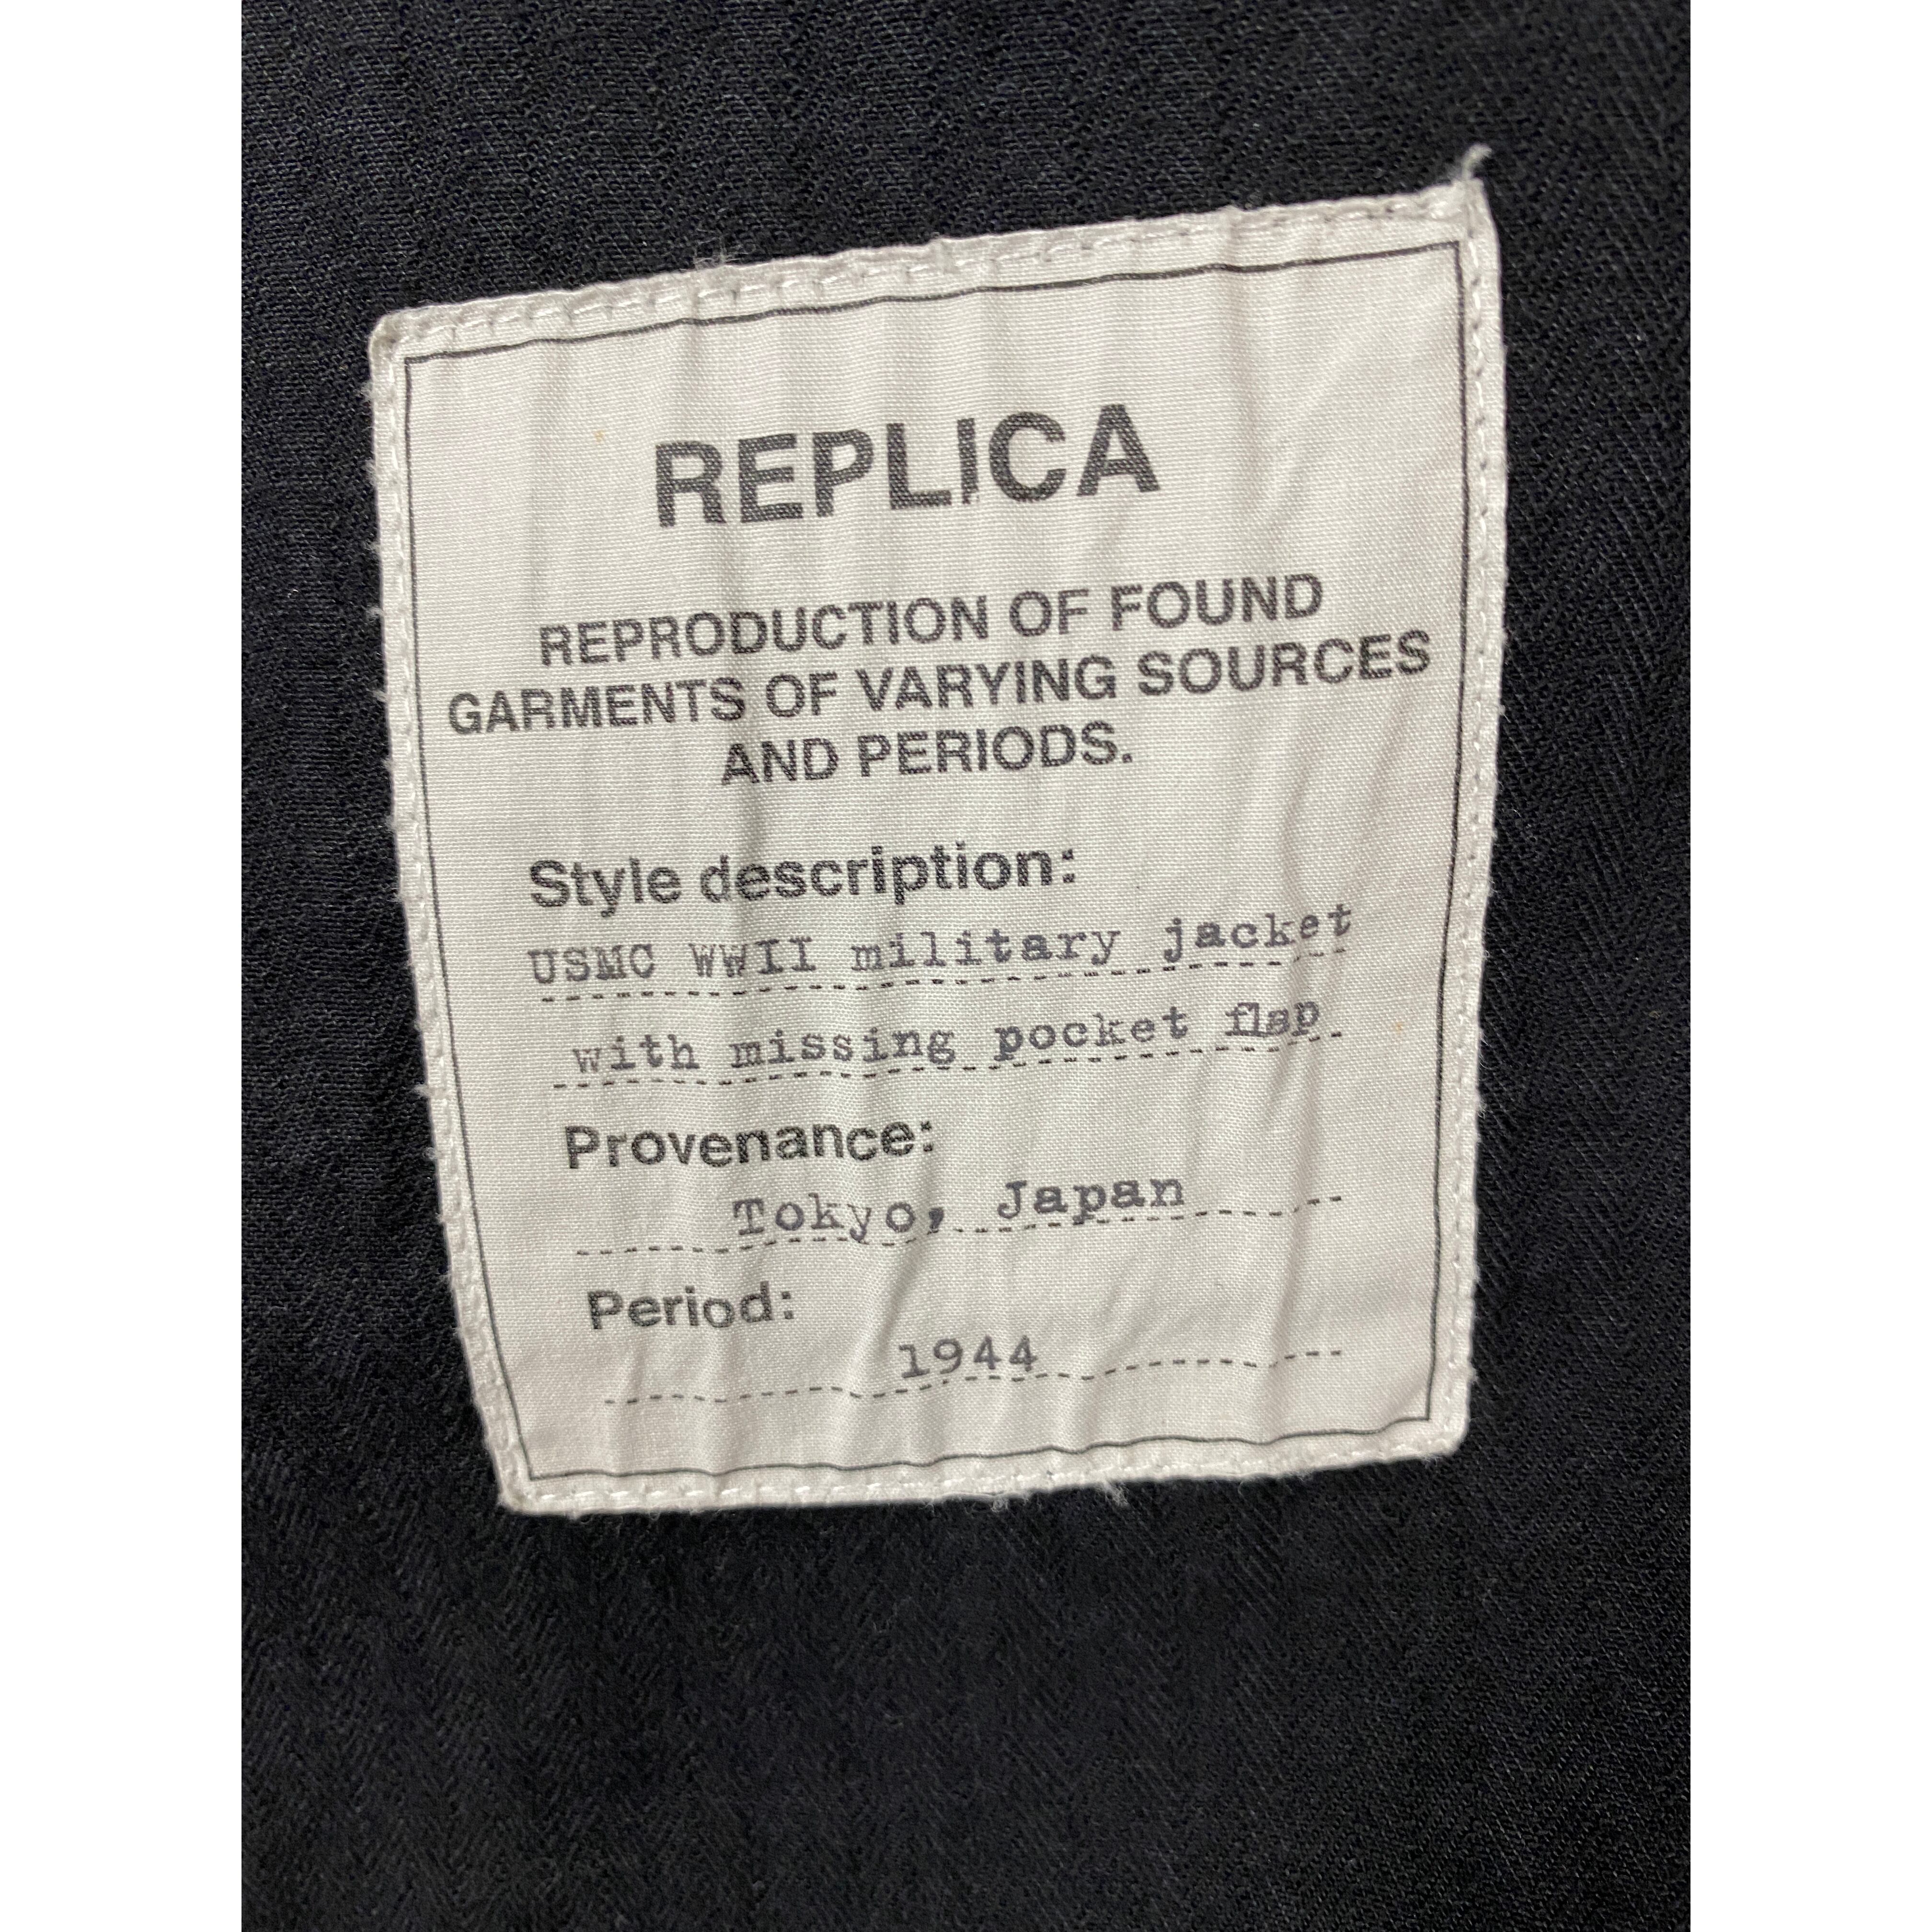 REPLICA
REPRODUCTION OF FOUND
GARMENTS OF VARYING SOURCES
AND PERIODS.
Style description:
USMC WWII military jacket
with missing pocket flap
Provenance:
Tokyo, Japan
Period:
1944